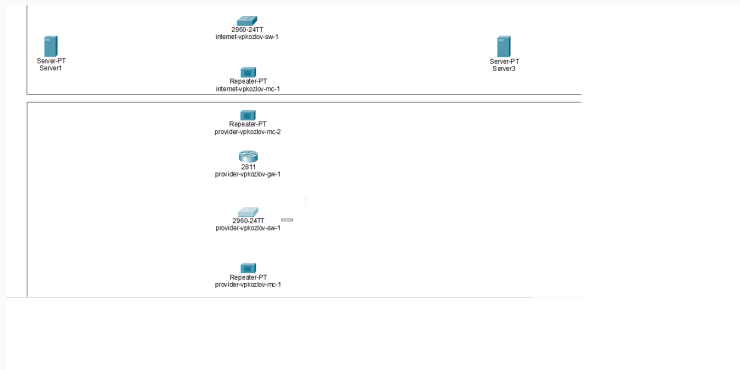 2960-24TT
internet-vpkozlov-sw-1
Server-PT
Server1
Server-PT
Server3
Repeater-PT
internet-vpkozlov-mc-1
Repeater-PT
provider-vpkozlov-mc-2
2811
provider-vpkozlov-gw-1
2960-24TT
provider-vpkozlov-sw-1
Repeater-PT
provider-vpkozlov-mc-1